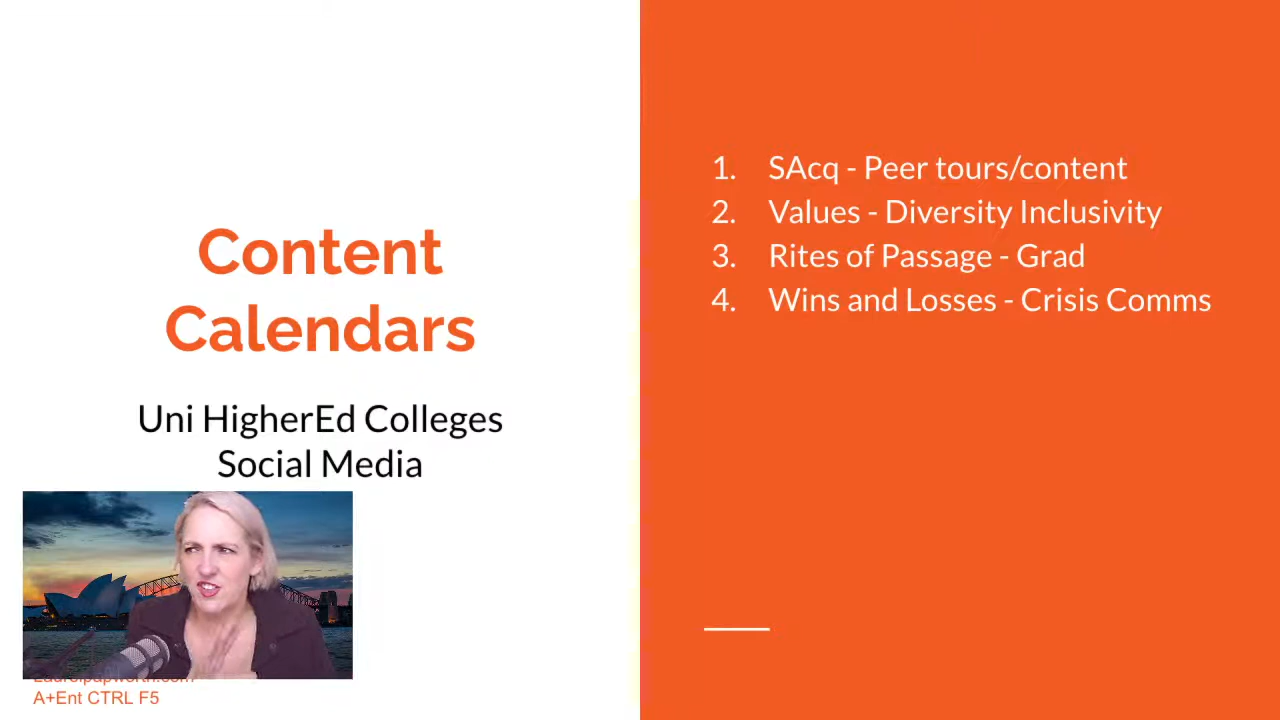 Content
Calendars
Uni HigherEd Colleges
Social Media
A+Ent CTRL F5
1. SAcq - Peer tours/content
2. Values - Diversity Inclusivity
3. Rites of Passage - Grad
4. Wins and Losses - Crisis Comms